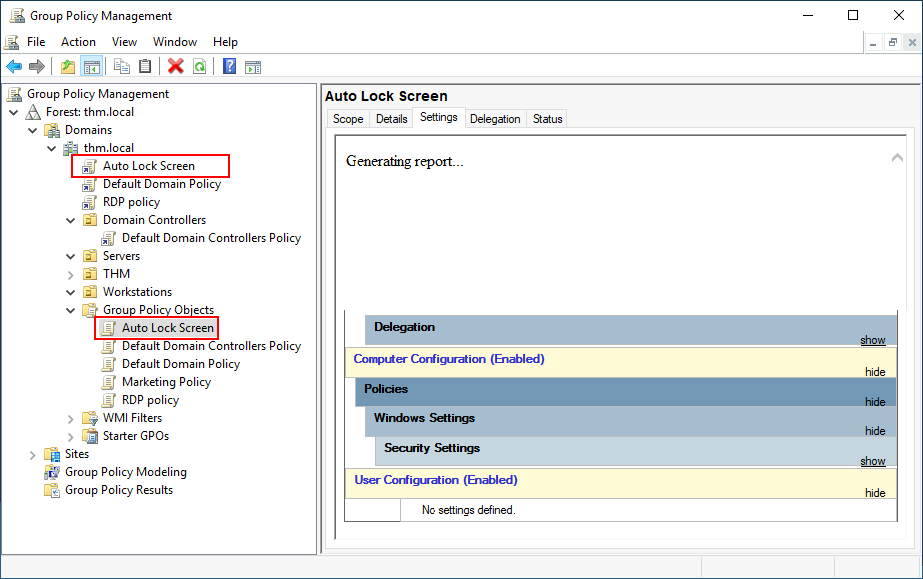 Group Policy Management
File Action View Window Help
Group Policy Management
Forest: thm.local
Domains
thm.local
Auto Lock Screen
Default Domain Policy
RDP policy
Domain Controllers
Default Domain Controllers Policy
Servers
THM
Workstations
Group Policy Objects
Auto Lock Screen
Default Domain Controllers Policy
Default Domain Policy
Marketing Policy
RDP policy
WMI Filters
Starter GPOs
Sites
Group Policy Modeling
Group Policy Results
Auto Lock Screen
Scope Details Settings Delegation Status
Generating report...
Delegation
show
Computer Configuration (Enabled)
hide
Policies
hide
Windows Settings
hide
Security Settings
show
User Configuration (Enabled)
hide
No settings defined.